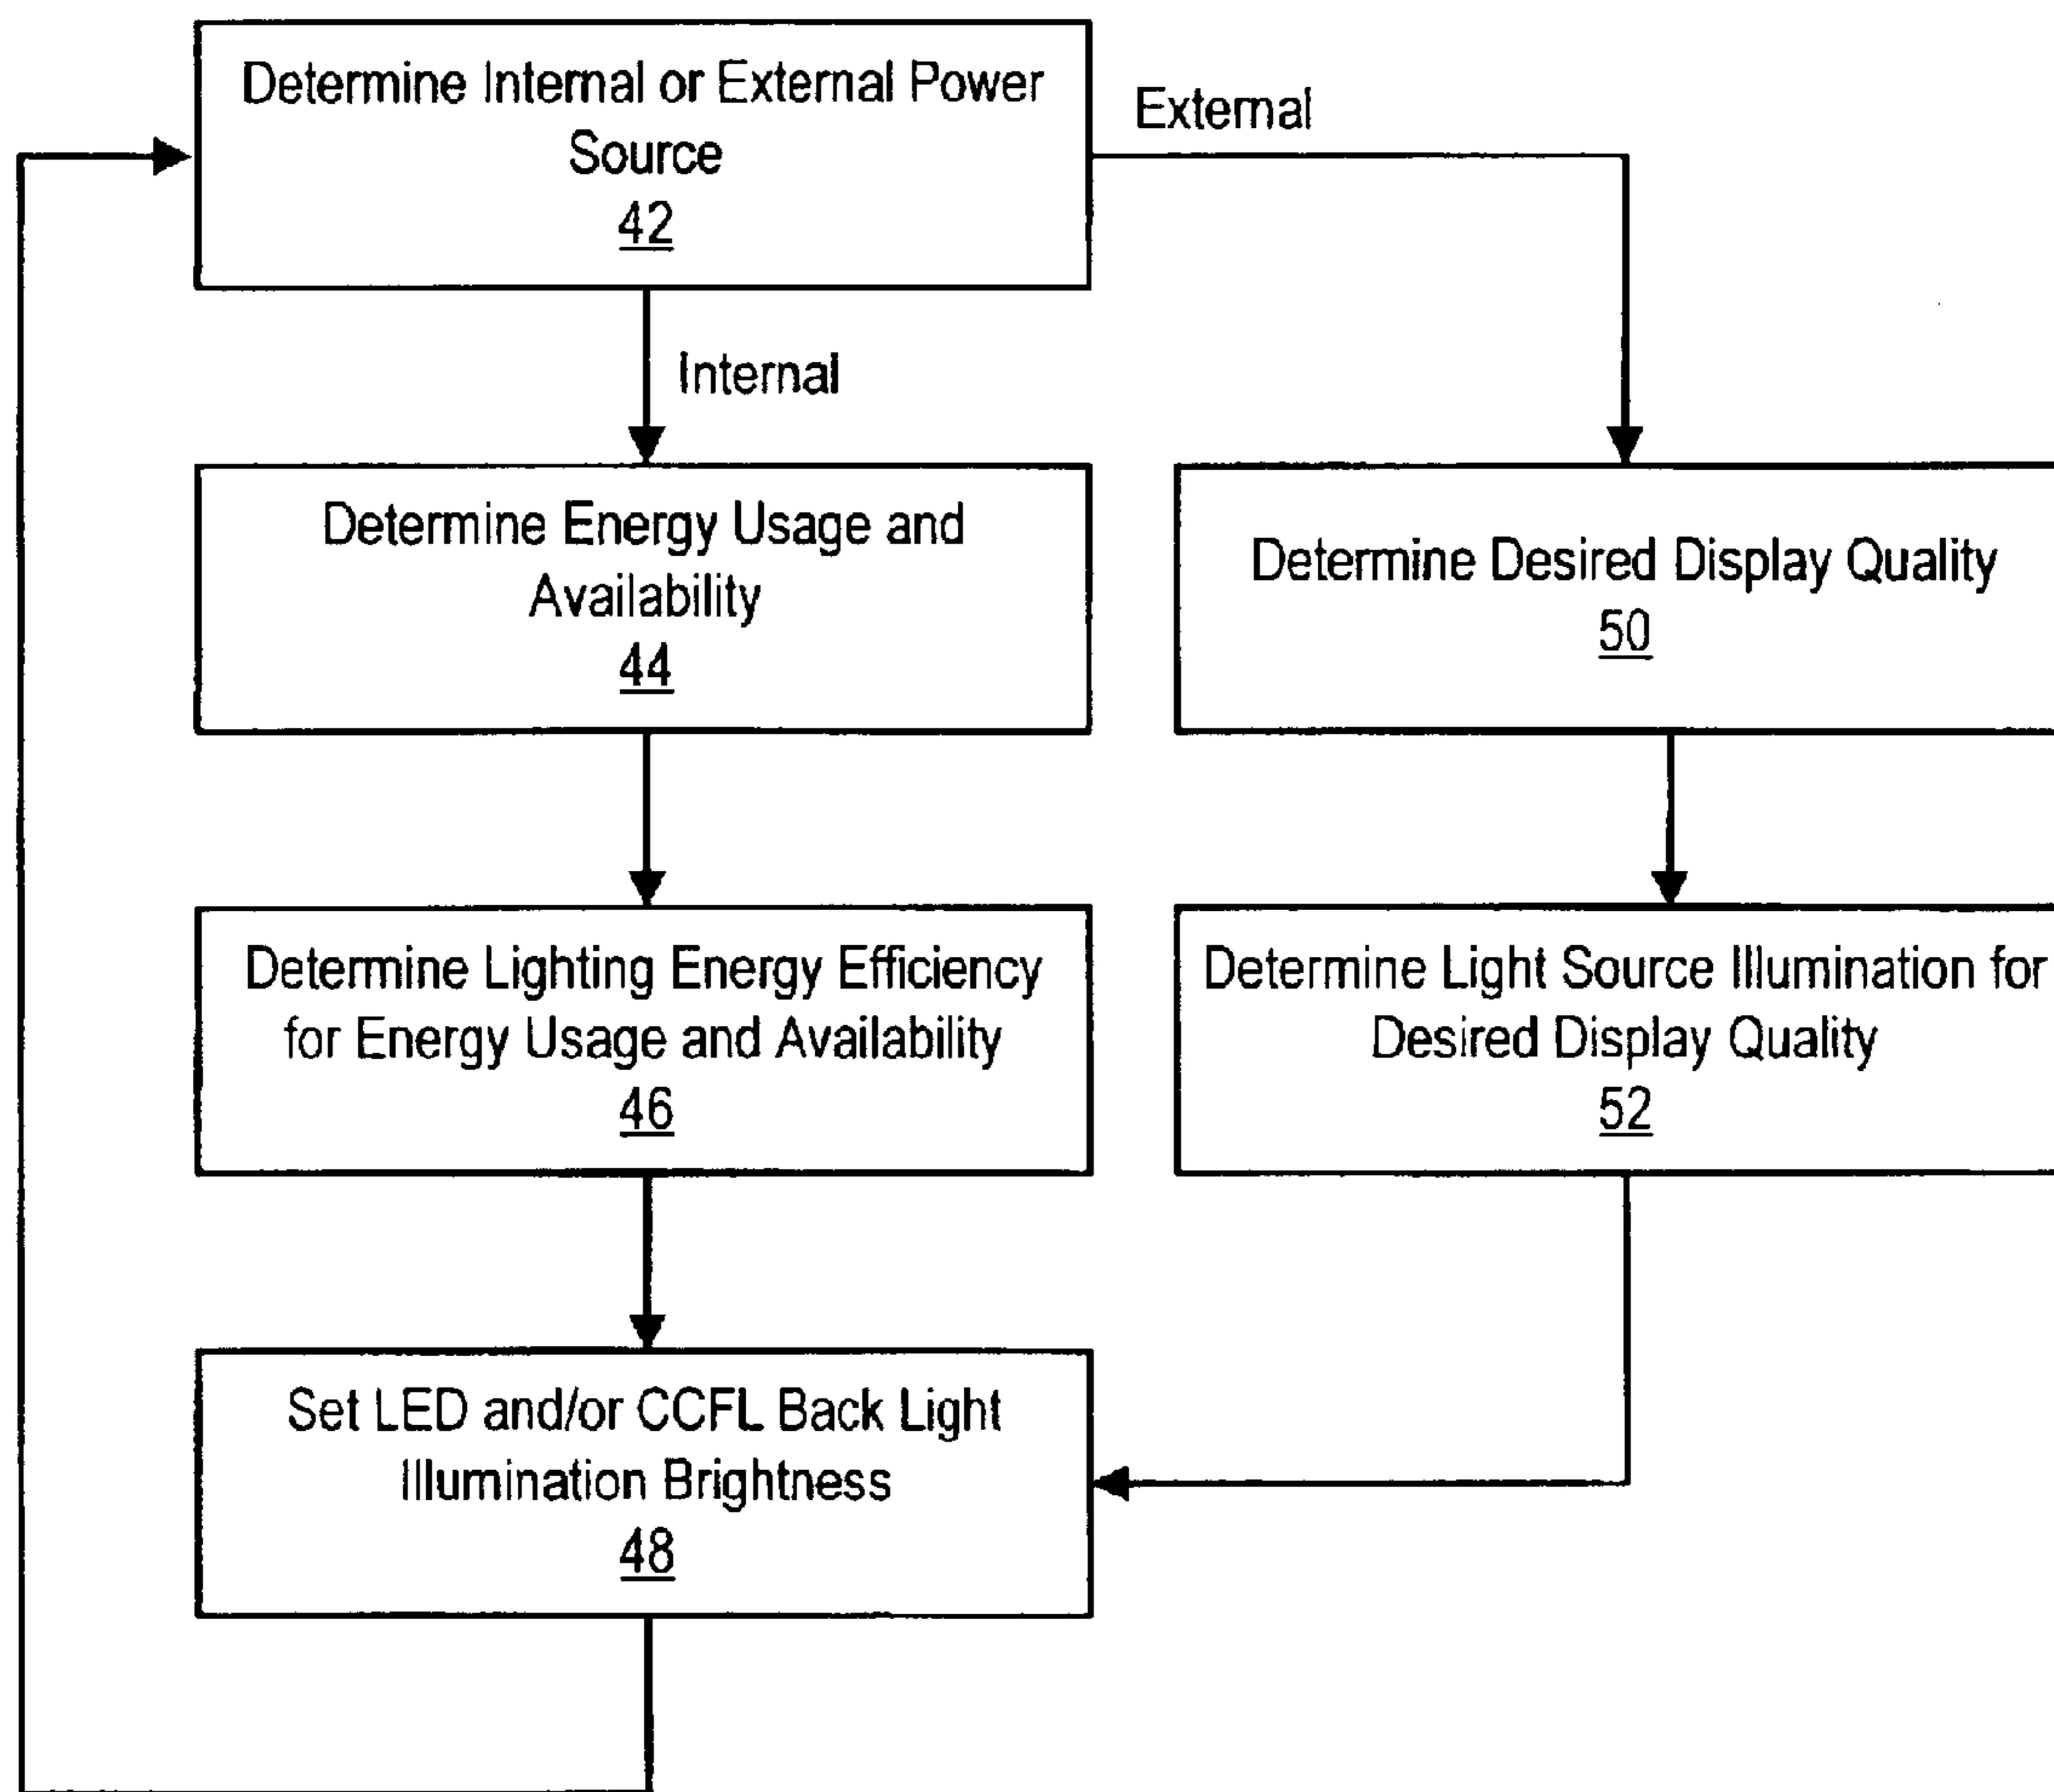 Determine Internal or External Power
Source
42
External
Internal
Determine Energy Usage and
Availability
44
Determine Desired Display Quality
50
Determine Lighting Energy Efficiency
for Energy Usage and Availability
46
Determine Light Source Illumination for
Desired Display Quality
52
Set LED and/or CCFL Back Light
Illumination Brightness
48